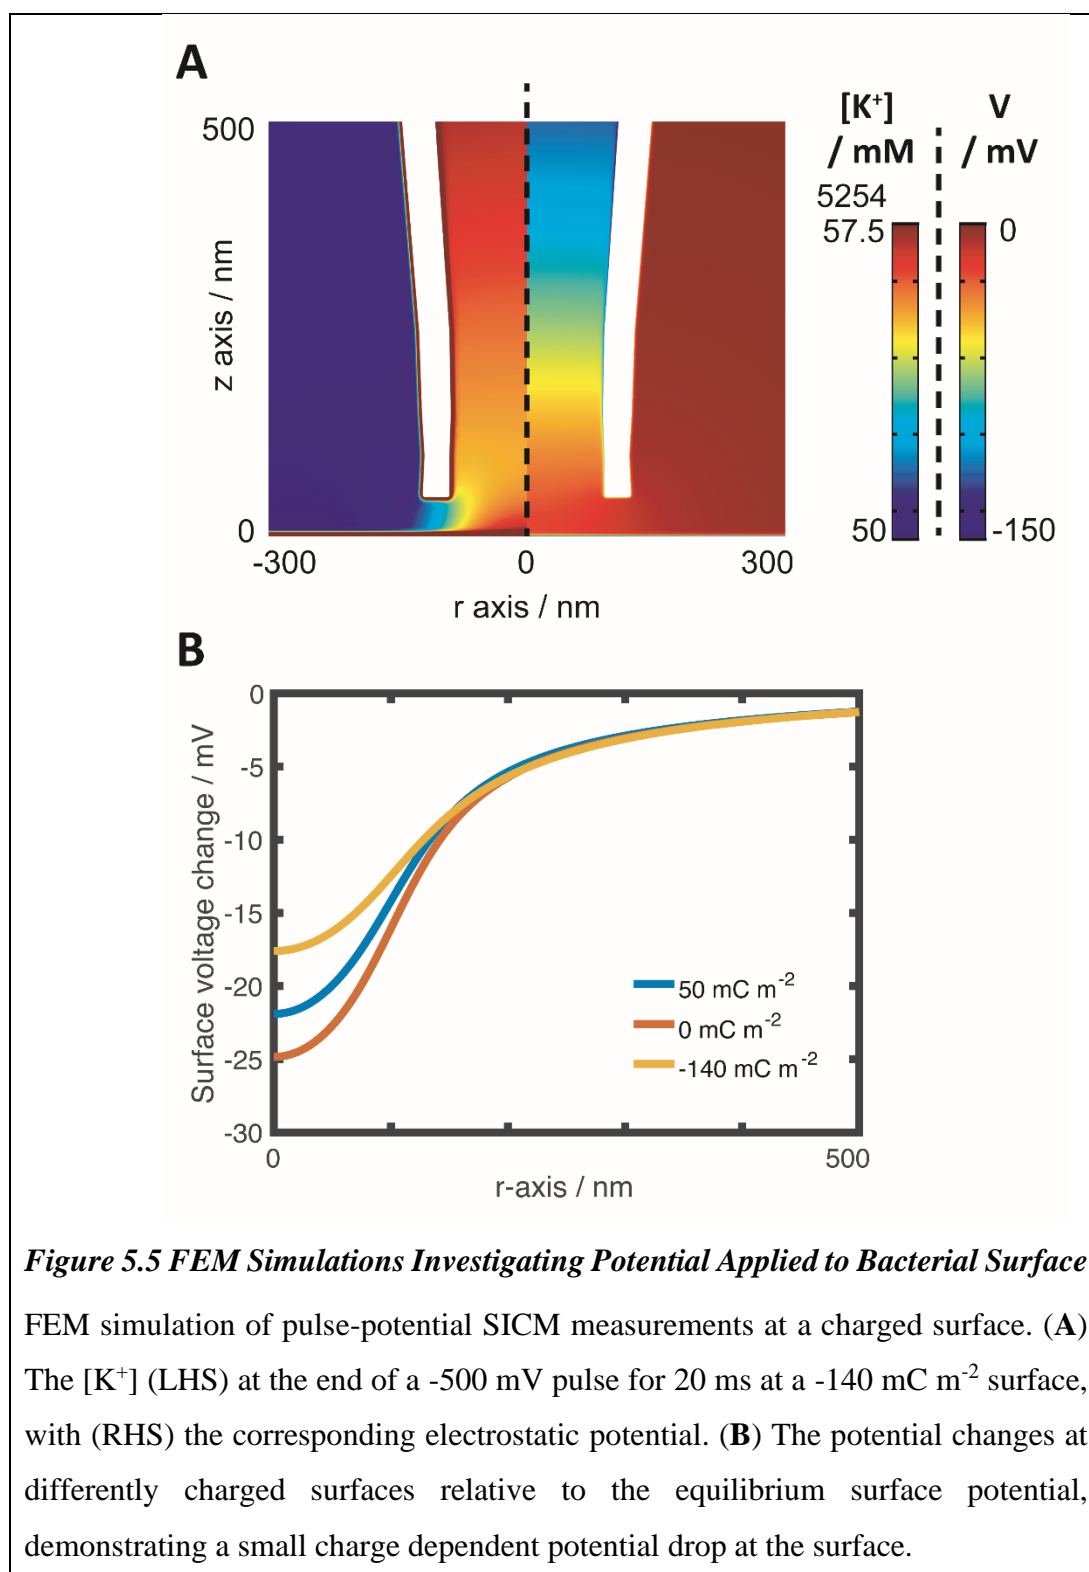 A
[K⁺]
/ mM
V
/ mV
5254
57.5
50
0
-150
500
0
z axis / nm
-300
0
300
r axis / nm
B
0
-5
-10
-15
-20
-25
-30
Surface voltage change / mV
50 mC m⁻²
0 mC m⁻²
-140 mC m⁻²
0
500
r-axis / nm
Figure 5.5 FEM Simulations Investigating Potential Applied to Bacterial Surface
FEM simulation of pulse-potential SICM measurements at a charged surface. (A)
The [K⁺] (LHS) at the end of a -500 mV pulse for 20 ms at a -140 mC m⁻² surface,
with (RHS) the corresponding electrostatic potential. (B) The potential changes at
differently charged surfaces relative to the equilibrium surface potential,
demonstrating a small charge dependent potential drop at the surface.